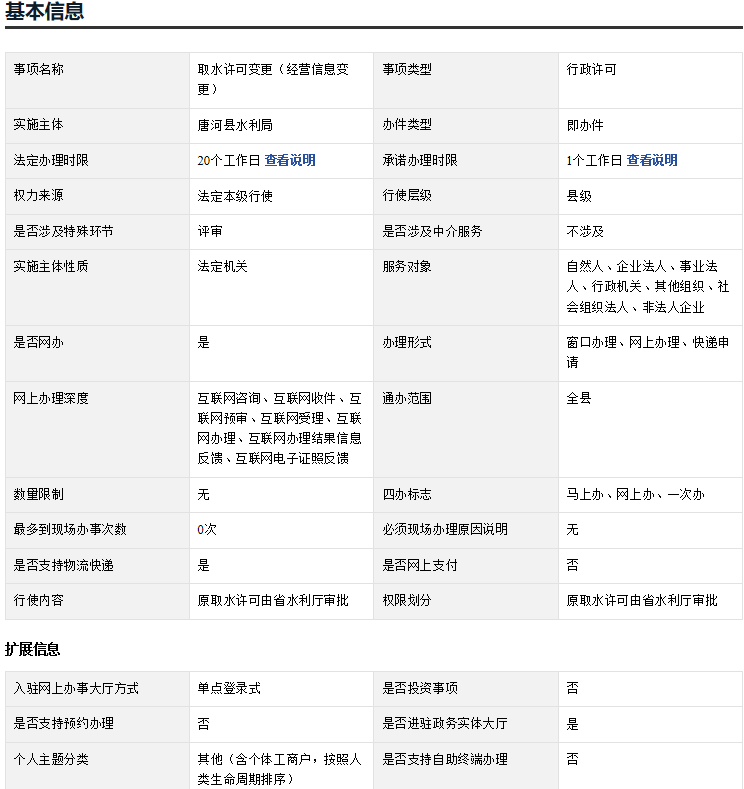 基本信息
事项名称 取水许可变更（经营信息变更） 事项类型 行政许可
实施主体 唐河县水利局 办件类型 即办件
法定办理时限 20个工作日 查看说明 承诺办理时限 1个工作日 查看说明
权力来源 法定本级行使 行使层级 县级
是否涉及特殊环节 评审 是否涉及中介服务 不涉及
实施主体性质 法定机关 服务对象 自然人、企业法人、事业法人、行政机关、其他组织、社会组织法人、非法人企业
是否网办 是 办理形式 窗口办理、网上办理、快递申请
网上办理深度 互联网咨询、互联网收件、互联网预审、互联网受理、互联网办理、互联网办理结果信息反馈、互联网电子证照反馈 通办范围 全县
数量限制 无 四办标志 马上办、网上办、一次办
最多到现场办事次数 0次 必须现场办理原因说明 无
是否支持物流快递 是 是否网上支付 否
行使内容 原取水许可由省水利厅审批 权限划分 原取水许可由省水利厅审批
扩展信息
入驻网上办事大厅方式 单点登录式 是否投资事项 否
是否支持预约办理 否 是否进驻政务实体大厅 是
个人主题分类 其他（含个体工商户，按照人类生命周期排序） 是否支持自助终端办理 否